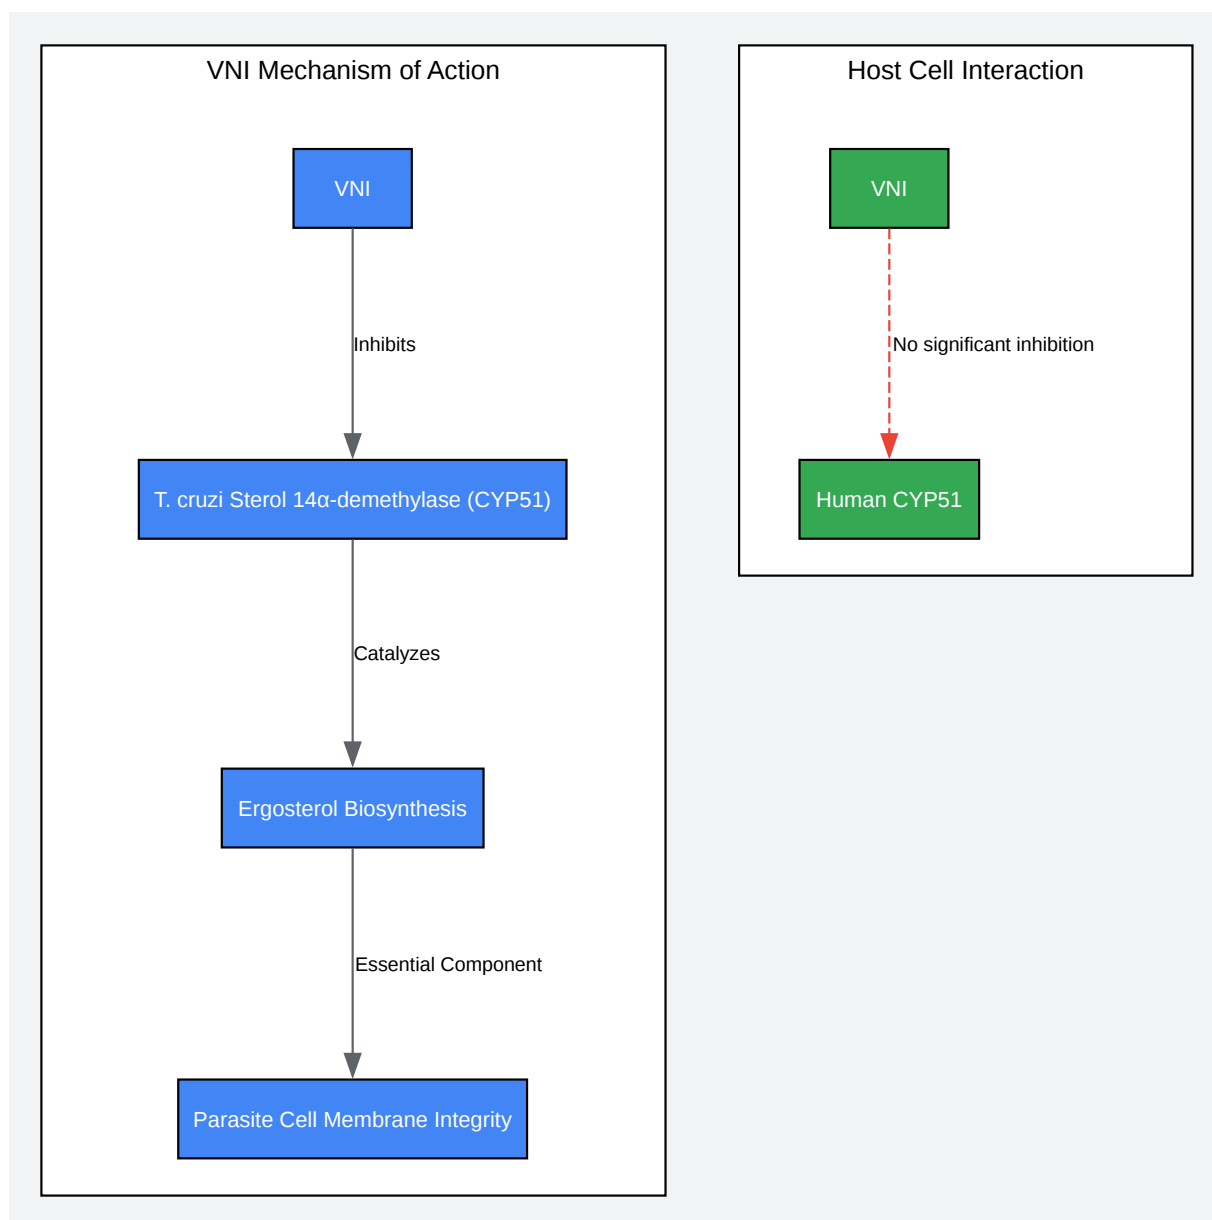 VNI Mechanism of Action
VNI
Inhibits
T. cruzi Sterol 14α-demethylase (CYP51)
Catalyzes
Ergosterol Biosynthesis
Essential Component
Parasite Cell Membrane Integrity
Host Cell Interaction
VNI
No significant inhibition
Human CYP51